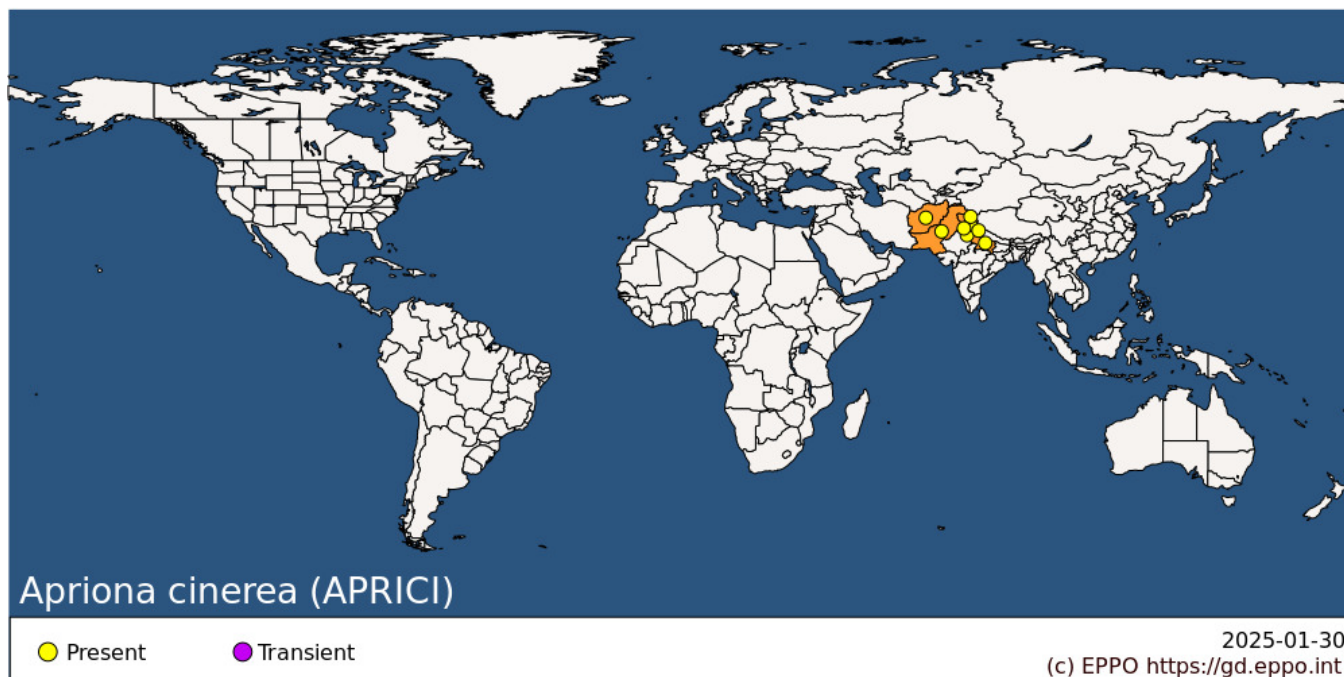 Apriona cinerea (APRICI)
Present
Transient
2025-01-30
(c) EPPO https://gd.eppo.int